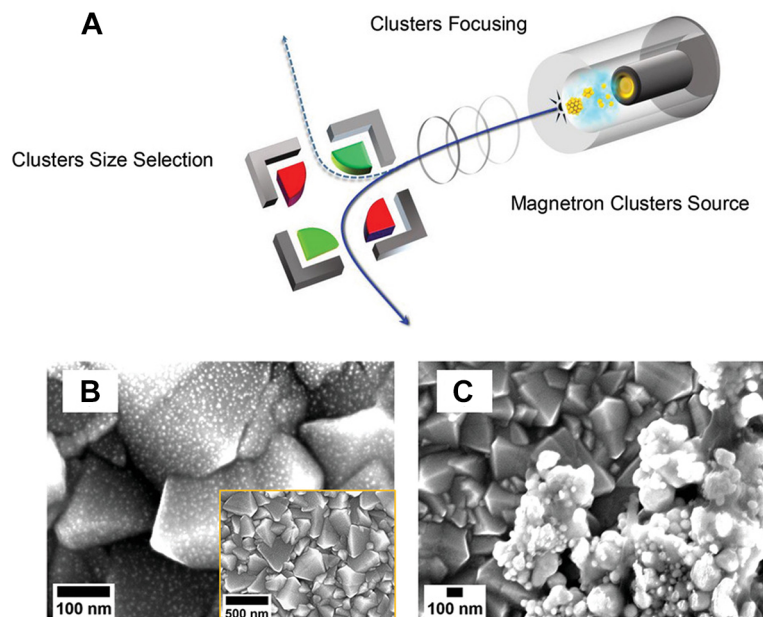 A
Clusters Focusing
Clusters Size Selection
Magnetron Clusters Source
B
100 nm
500 nm
C
100 nm